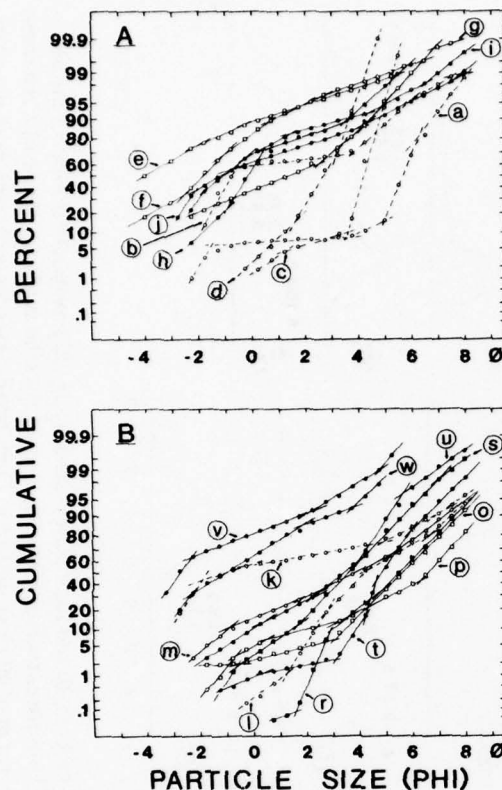 A
99.9
99
95
90
80
60
40
20
10
5
1
.1
g
i
a
e
f
j
b
h
d
c
-4 -2 0 2 4 6 8 Ø
PERCENT
B
99.9
99
95
90
80
60
40
20
10
5
1
.1
u
s
v
w
k
o
p
m
t
l
r
-4 -2 0 2 4 6 8 Ø
CUMULATIVE
PARTICLE SIZE (PHI)